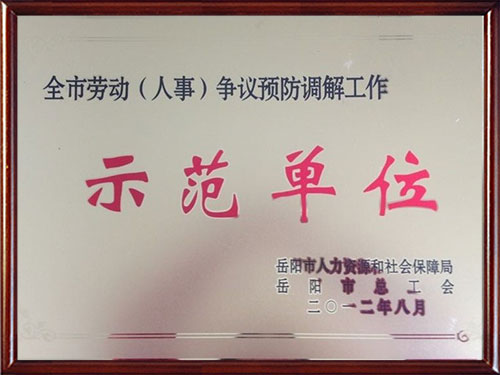 全市劳动（人事）争议预防调解工作
示范单位
岳阳市人力资源和社会保障局
岳阳市总工会
二〇一二年八月